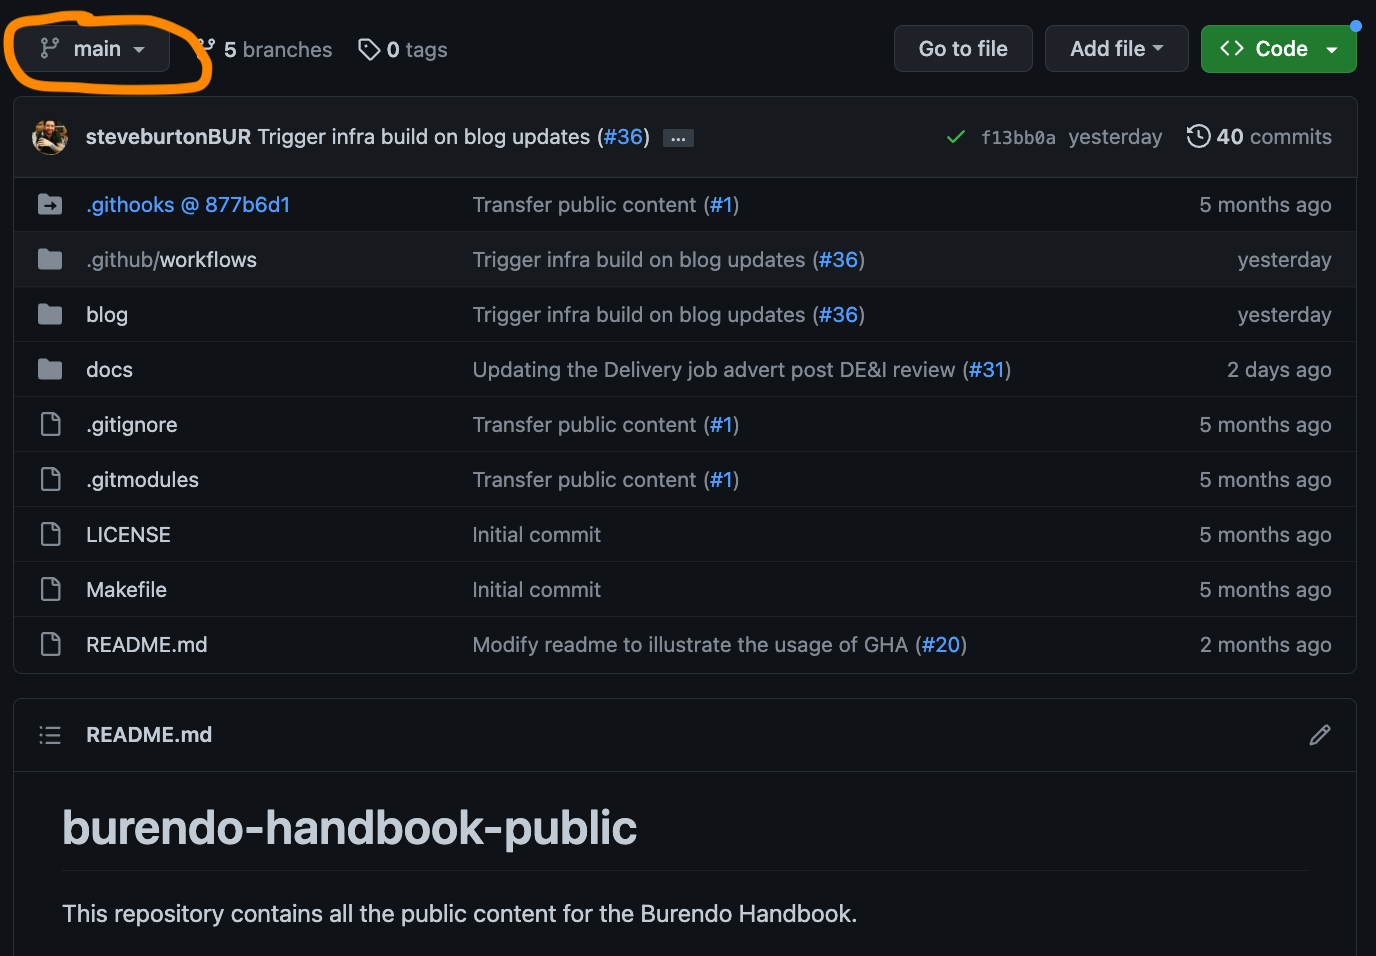 main 5 branches 0 tags Go to file Add file Code
steveburtonBUR Trigger infra build on blog updates (#36) ... f13bb0a yesterday 40 commits
.githooks @ 877b6d1 Transfer public content (#1) 5 months ago
.github/workflows Trigger infra build on blog updates (#36) yesterday
blog Trigger infra build on blog updates (#36) yesterday
docs Updating the Delivery job advert post DE&I review (#31) 2 days ago
.gitignore Transfer public content (#1) 5 months ago
.gitmodules Transfer public content (#1) 5 months ago
LICENSE Initial commit 5 months ago
Makefile Initial commit 5 months ago
README.md Modify readme to illustrate the usage of GHA (#20) 2 months ago
README.md
burendo-handbook-public
This repository contains all the public content for the Burendo Handbook.